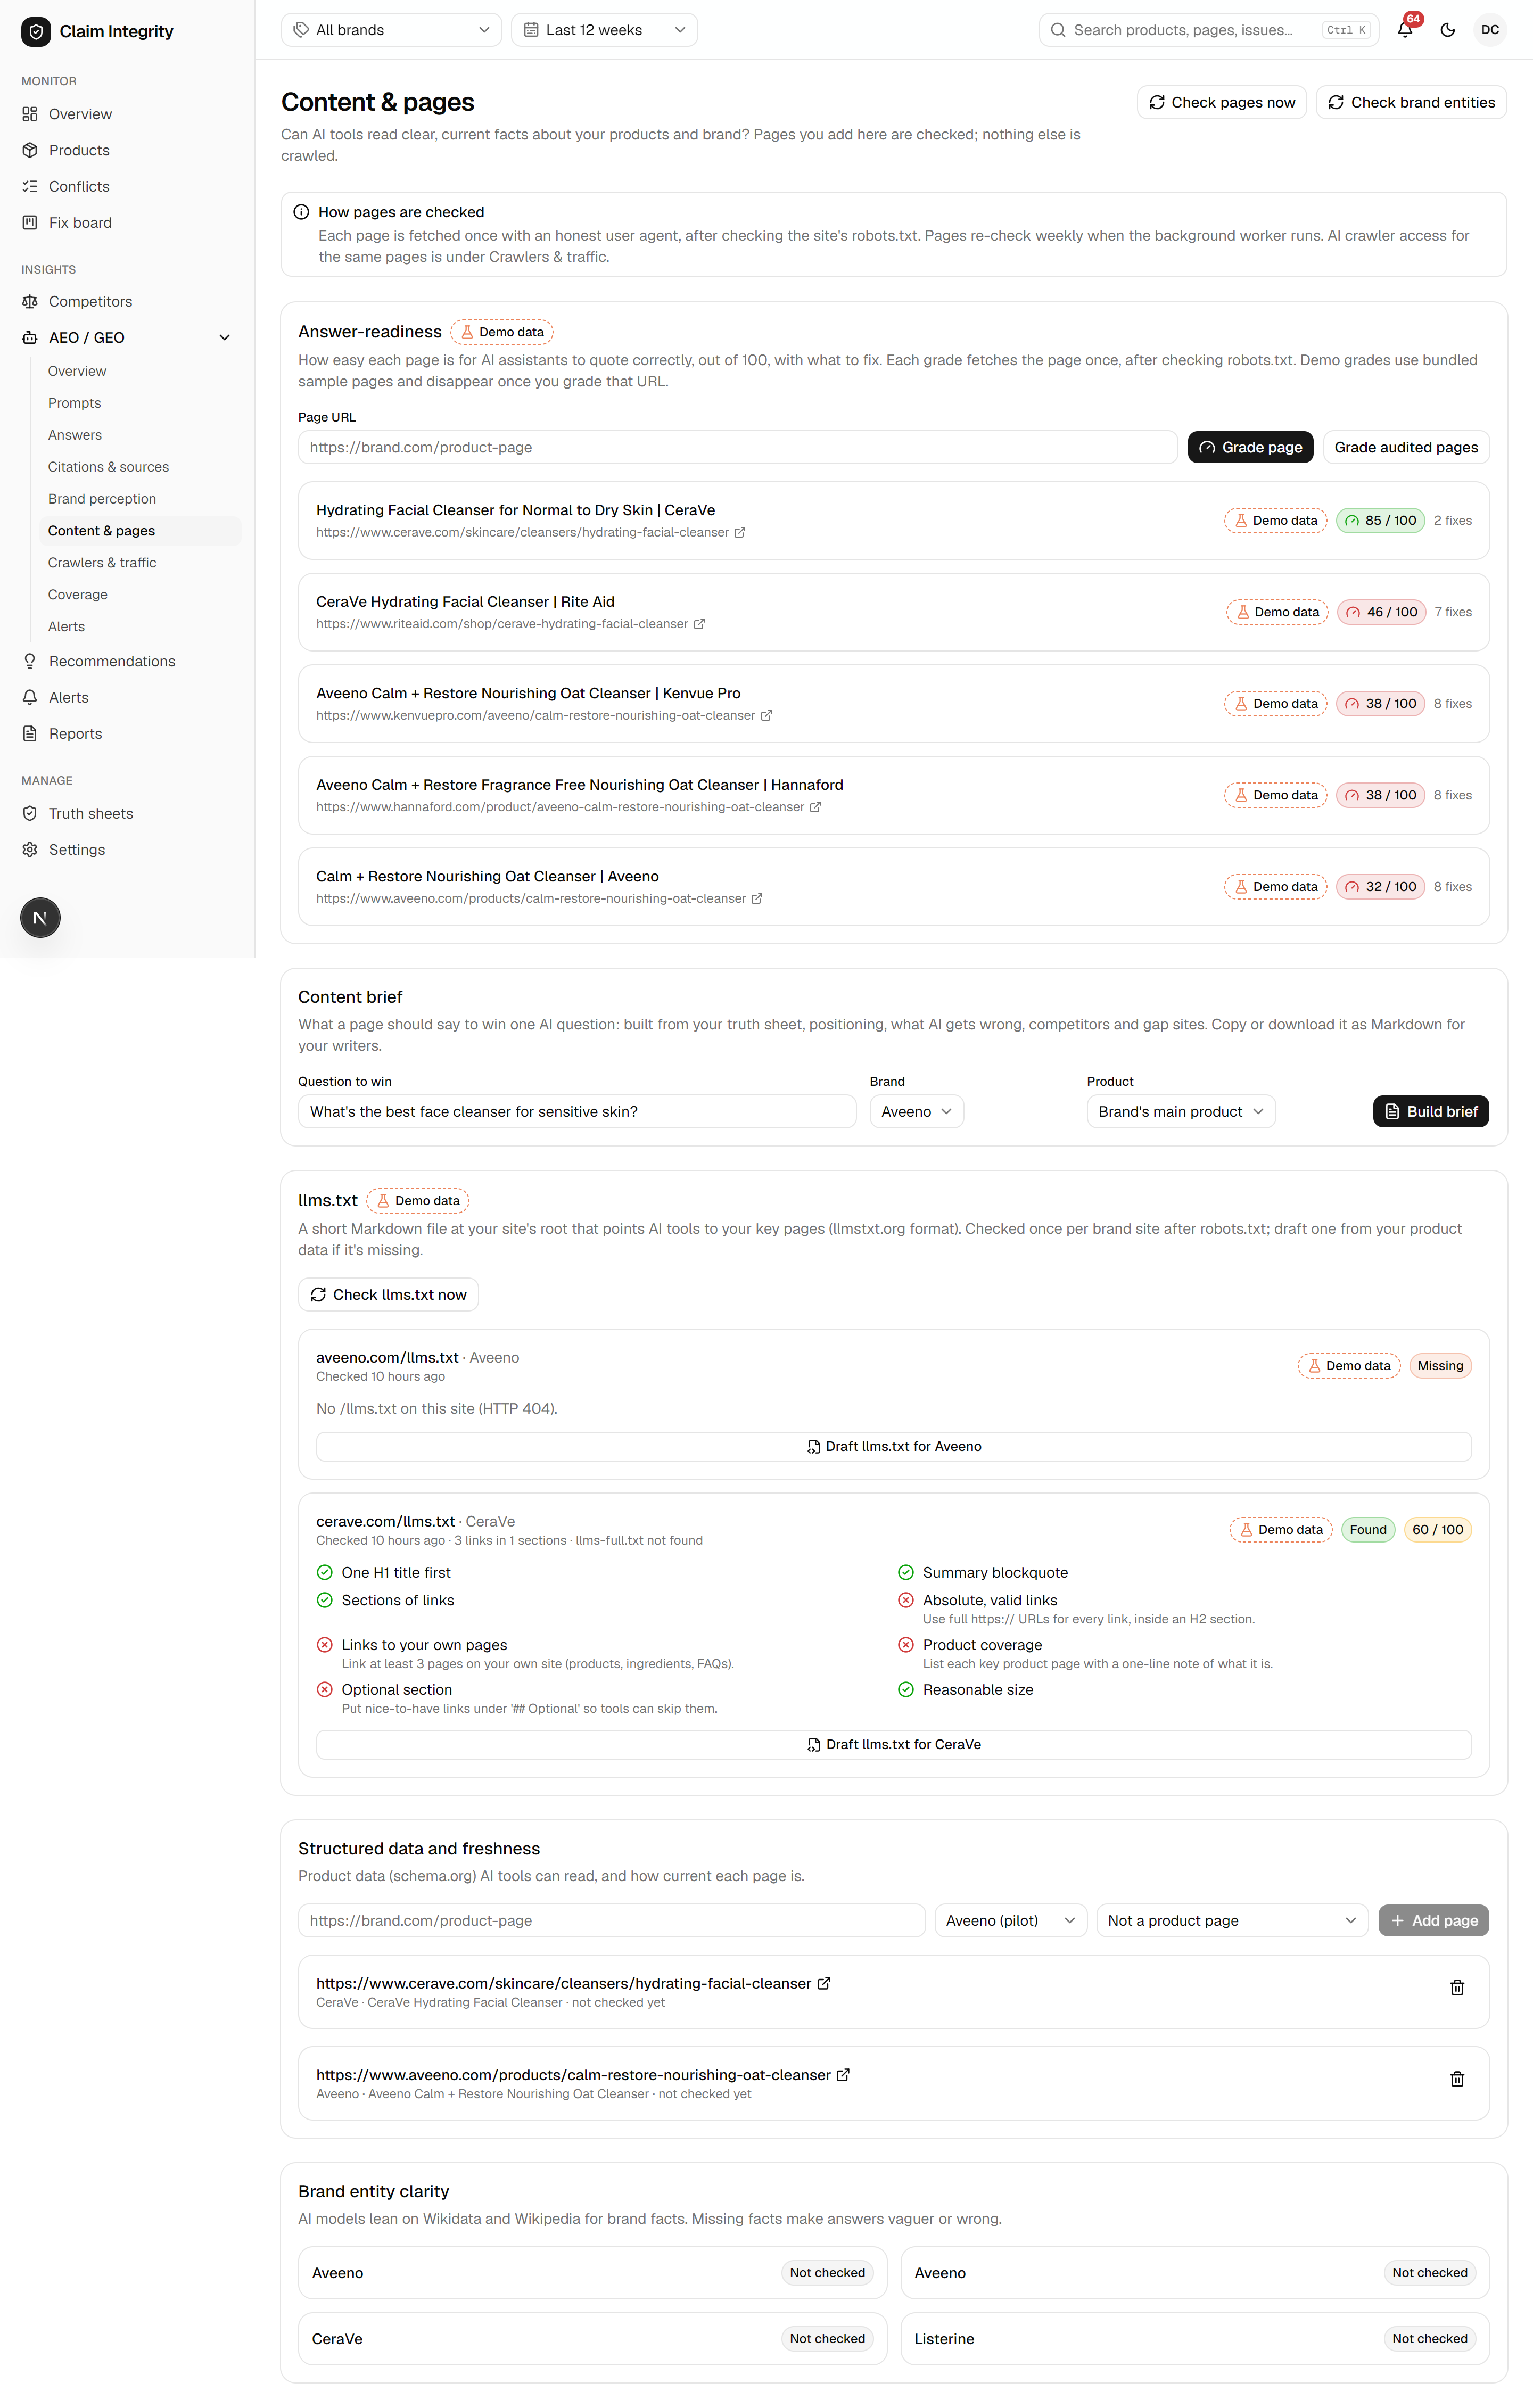 Claim Integrity
MONITOR
Overview
Products
Conflicts
Fix board
INSIGHTS
Competitors
AEO / GEO
Overview
Prompts
Answers
Citations & sources
Brand perception
Content & pages
Crawlers & traffic
Coverage
Alerts
Recommendations
Alerts
Reports
MANAGE
Truth sheets
Settings
N
All brands
Last 12 weeks
Search products, pages, issues...
Ctrl K
64
DC
Content & pages
Check pages now
Check brand entities
Can AI tools read clear, current facts about your products and brand? Pages you add here are checked; nothing else is
crawled.
How pages are checked
Each page is fetched once with an honest user agent, after checking the site's robots.txt. Pages re-check weekly when the background worker runs. AI crawler access for
the same pages is under Crawlers & traffic.
Answer-readiness
Demo data
How easy each page is for AI assistants to quote correctly, out of 100, with what to fix. Each grade fetches the page once, after checking robots.txt. Demo grades use bundled
sample pages and disappear once you grade that URL.
Page URL
https://brand.com/product-page
Grade page
Grade audited pages
Hydrating Facial Cleanser for Normal to Dry Skin | CeraVe
https://www.cerave.com/skincare/cleansers/hydrating-facial-cleanser
Demo data
85 / 100
2 fixes
CeraVe Hydrating Facial Cleanser | Rite Aid
https://www.riteaid.com/shop/cerave-hydrating-facial-cleanser
Demo data
46 / 100
7 fixes
Aveeno Calm + Restore Nourishing Oat Cleanser | Kenvue Pro
https://www.kenvuepro.com/aveeno/calm-restore-nourishing-oat-cleanser
Demo data
38 / 100
8 fixes
Aveeno Calm + Restore Fragrance Free Nourishing Oat Cleanser | Hannaford
https://www.hannaford.com/product/aveeno-calm-restore-nourishing-oat-cleanser
Demo data
38 / 100
8 fixes
Calm + Restore Nourishing Oat Cleanser | Aveeno
https://www.aveeno.com/products/calm-restore-nourishing-oat-cleanser
Demo data
32 / 100
8 fixes
Content brief
What a page should say to win one AI question: built from your truth sheet, positioning, what AI gets wrong, competitors and gap sites. Copy or download it as Markdown for
your writers.
Question to win
Brand
Product
What's the best face cleanser for sensitive skin?
Aveeno
Brand's main product
Build brief
llms.txt
Demo data
A short Markdown file at your site's root that points AI tools to your key pages (llmstxt.org format). Checked once per brand site after robots.txt; draft one from your product
data if it's missing.
Check llms.txt now
aveeno.com/llms.txt · Aveeno
Checked 10 hours ago
Demo data
Missing
No /llms.txt on this site (HTTP 404).
Draft llms.txt for Aveeno
cerave.com/llms.txt · CeraVe
Checked 10 hours ago · 3 links in 1 sections · llms-full.txt not found
Demo data
Found
60 / 100
One H1 title first
Summary blockquote
Sections of links
Absolute, valid links
Use full https:// URLs for every link, inside an H2 section.
Links to your own pages
Link at least 3 pages on your own site (products, ingredients, FAQs).
Product coverage
List each key product page with a one-line note of what it is.
Optional section
Put nice-to-have links under '## Optional' so tools can skip them.
Reasonable size
Draft llms.txt for CeraVe
Structured data and freshness
Product data (schema.org) AI tools can read, and how current each page is.
https://brand.com/product-page
Aveeno (pilot)
Not a product page
Add page
https://www.cerave.com/skincare/cleansers/hydrating-facial-cleanser
CeraVe · CeraVe Hydrating Facial Cleanser · not checked yet
https://www.aveeno.com/products/calm-restore-nourishing-oat-cleanser
Aveeno · Aveeno Calm + Restore Nourishing Oat Cleanser · not checked yet
Brand entity clarity
AI models lean on Wikidata and Wikipedia for brand facts. Missing facts make answers vaguer or wrong.
Aveeno
Not checked
Aveeno
Not checked
CeraVe
Not checked
Listerine
Not checked